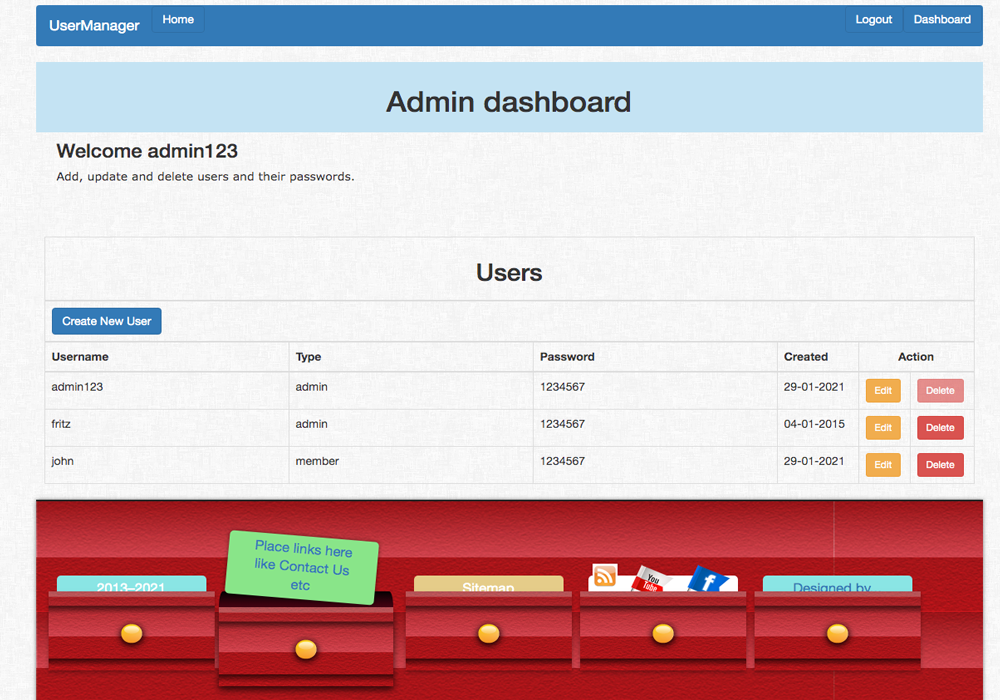 UserManager Home Logout Dashboard
Admin dashboard
Welcome admin123
Add, update and delete users and their passwords.
Users
Create New User
Username Type Password Created Action
admin123 admin 1234567 29-01-2021 Edit Delete
fritz admin 1234567 04-01-2015 Edit Delete
john member 1234567 29-01-2021 Edit Delete
Place links here
like Contact Us
etc
2013-2021 Sitemap You Tube f Designed by